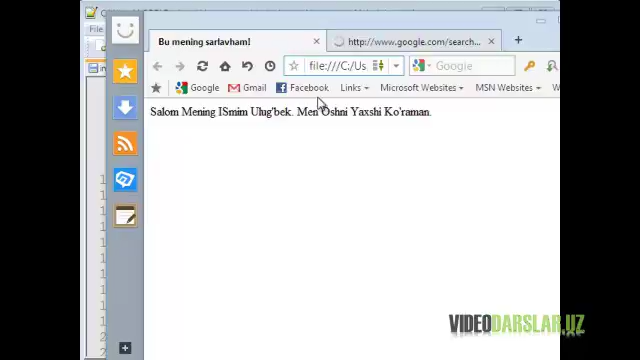 File
Bu mening sarlavham!
http://www.google.com/search...
file:///C:/Us
Google
Google
Gmail
Facebook
Links
Microsoft Websites
MSN Websites
Salom Mening ISmim Ulug'bek. Men Oshni Yaxshi Ko'raman.
VIDEODARSLAR.UZ